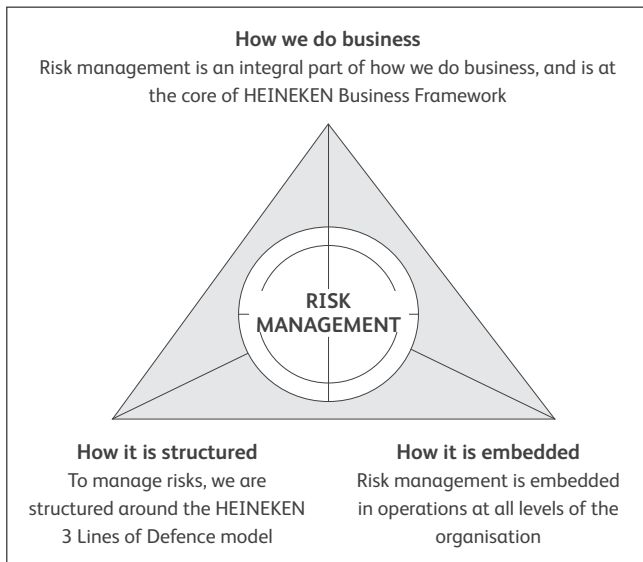 How we do business
Risk management is an integral part of how we do business, and is at
the core of HEINEKEN Business Framework
RISK
MANAGEMENT
How it is structured
To manage risks, we are
structured around the HEINEKEN
3 Lines of Defence model
How it is embedded
Risk management is embedded
in operations at all levels of the
organisation